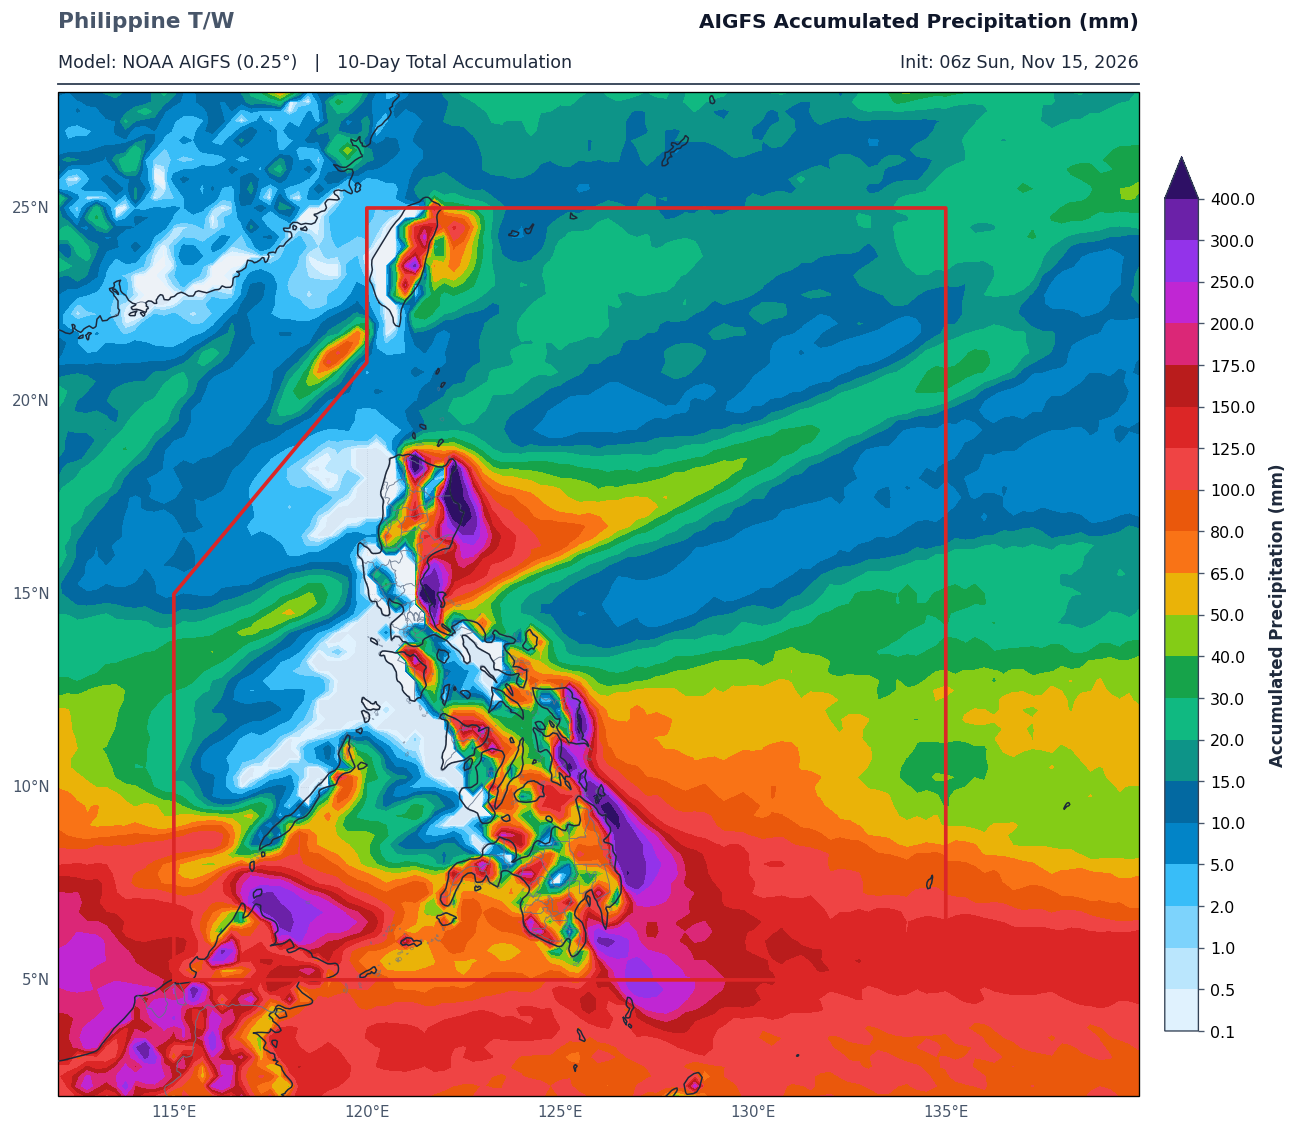 Philippine T/W
AIGFS Accumulated Precipitation (mm)
Model: NOAA AIGFS (0.25°)   |   10-Day Total Accumulation
Init: 06z Sun, Nov 15, 2026
25°N
20°N
15°N
10°N
5°N
115°E
120°E
125°E
130°E
135°E
400.0
300.0
250.0
200.0
175.0
150.0
125.0
100.0
80.0
65.0
50.0
40.0
30.0
20.0
15.0
10.0
5.0
2.0
1.0
0.5
0.1
Accumulated Precipitation (mm)